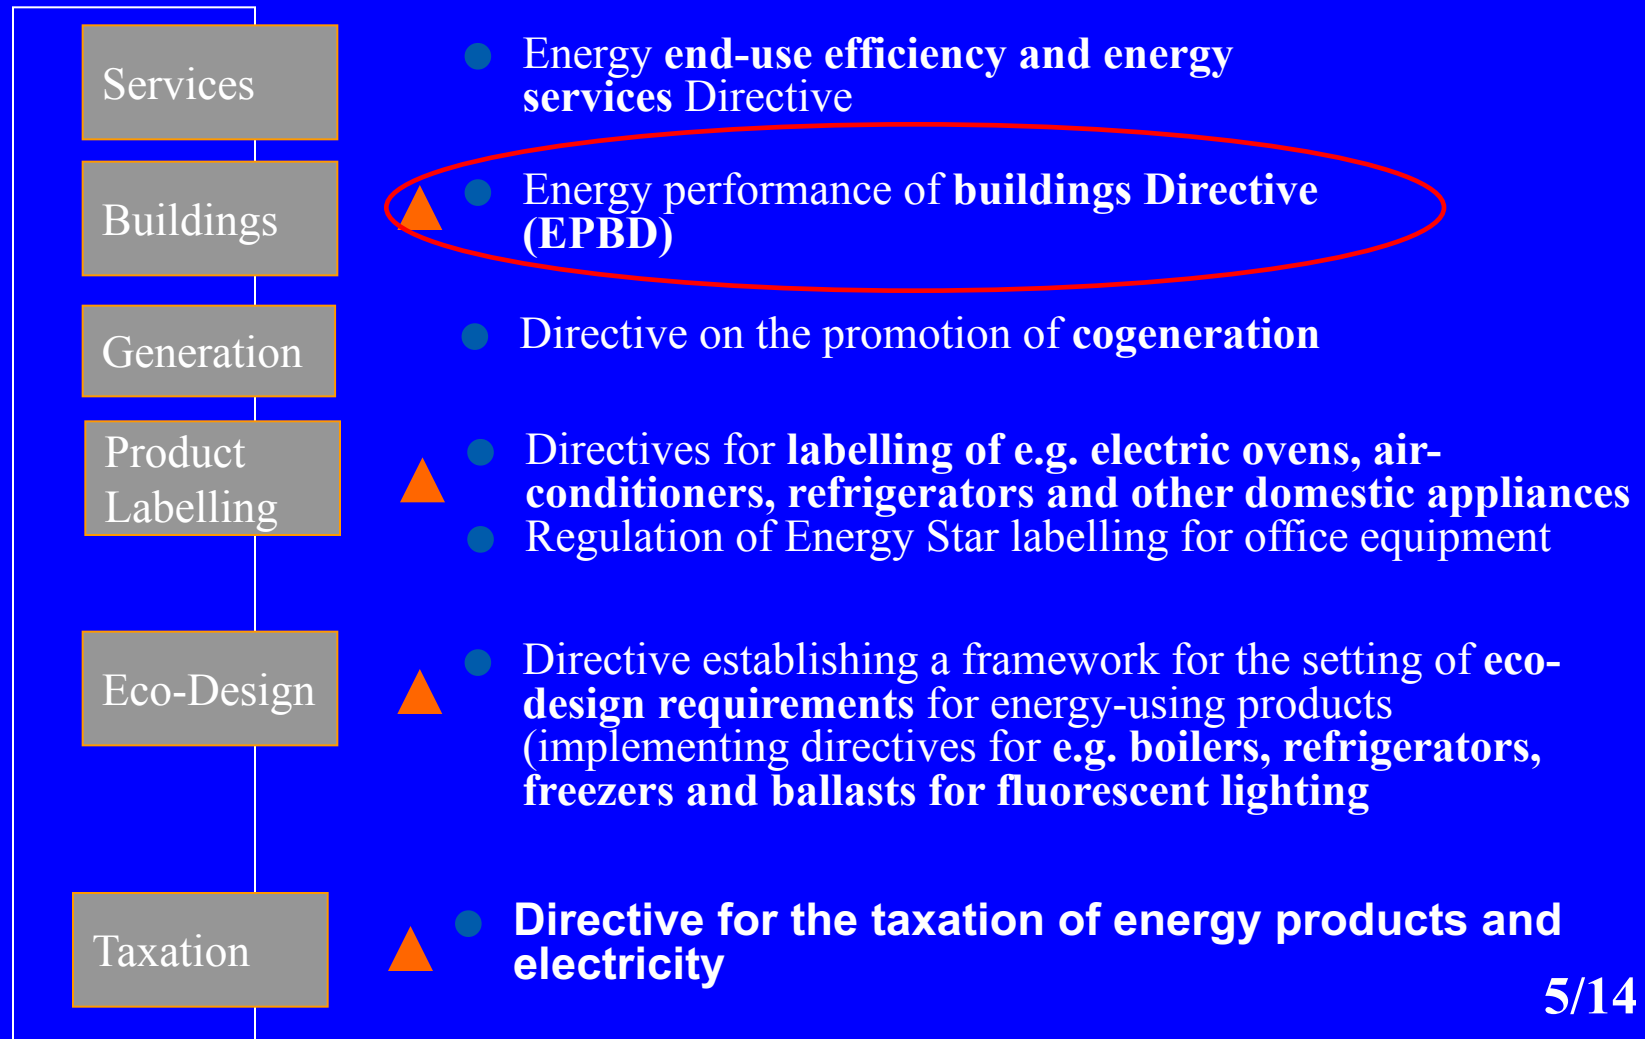 Services
Energy end-use efficiency and energy
services Directive
Buildings
Energy performance of buildings Directive
(EPBD)
Generation
Directive on the promotion of cogeneration
Product
Labelling
Directives for labelling of e.g. electric ovens, air-
conditioners, refrigerators and other domestic appliances
Regulation of Energy Star labelling for office equipment
Eco-Design
Directive establishing a framework for the setting of eco-
design requirements for energy-using products
(implementing directives for e.g. boilers, refrigerators,
freezers and ballasts for fluorescent lighting
Taxation
Directive for the taxation of energy products and
electricity
5/14